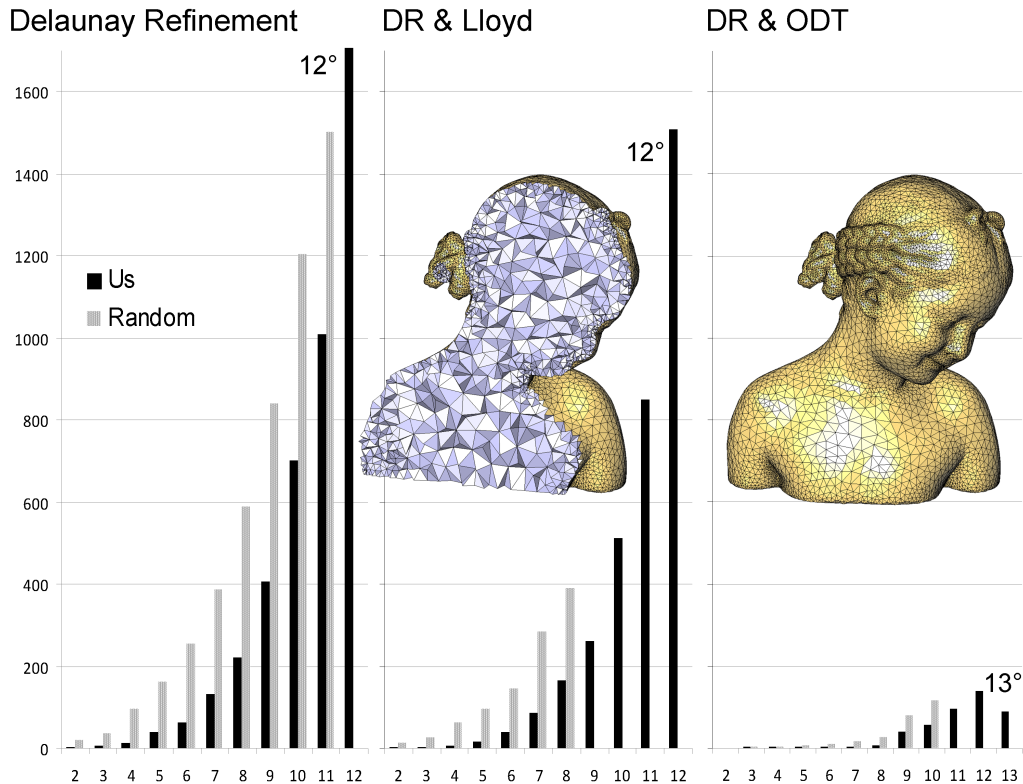 Delaunay Refinement
DR & Lloyd
DR & ODT
12°
12°
13°
1600
1400
1200
1000
800
600
400
200
0
Us
Random
2 3 4 5 6 7 8 9 10 11 12
2 3 4 5 6 7 8 9 10 11 12
2 3 4 5 6 7 8 9 10 11 12 13